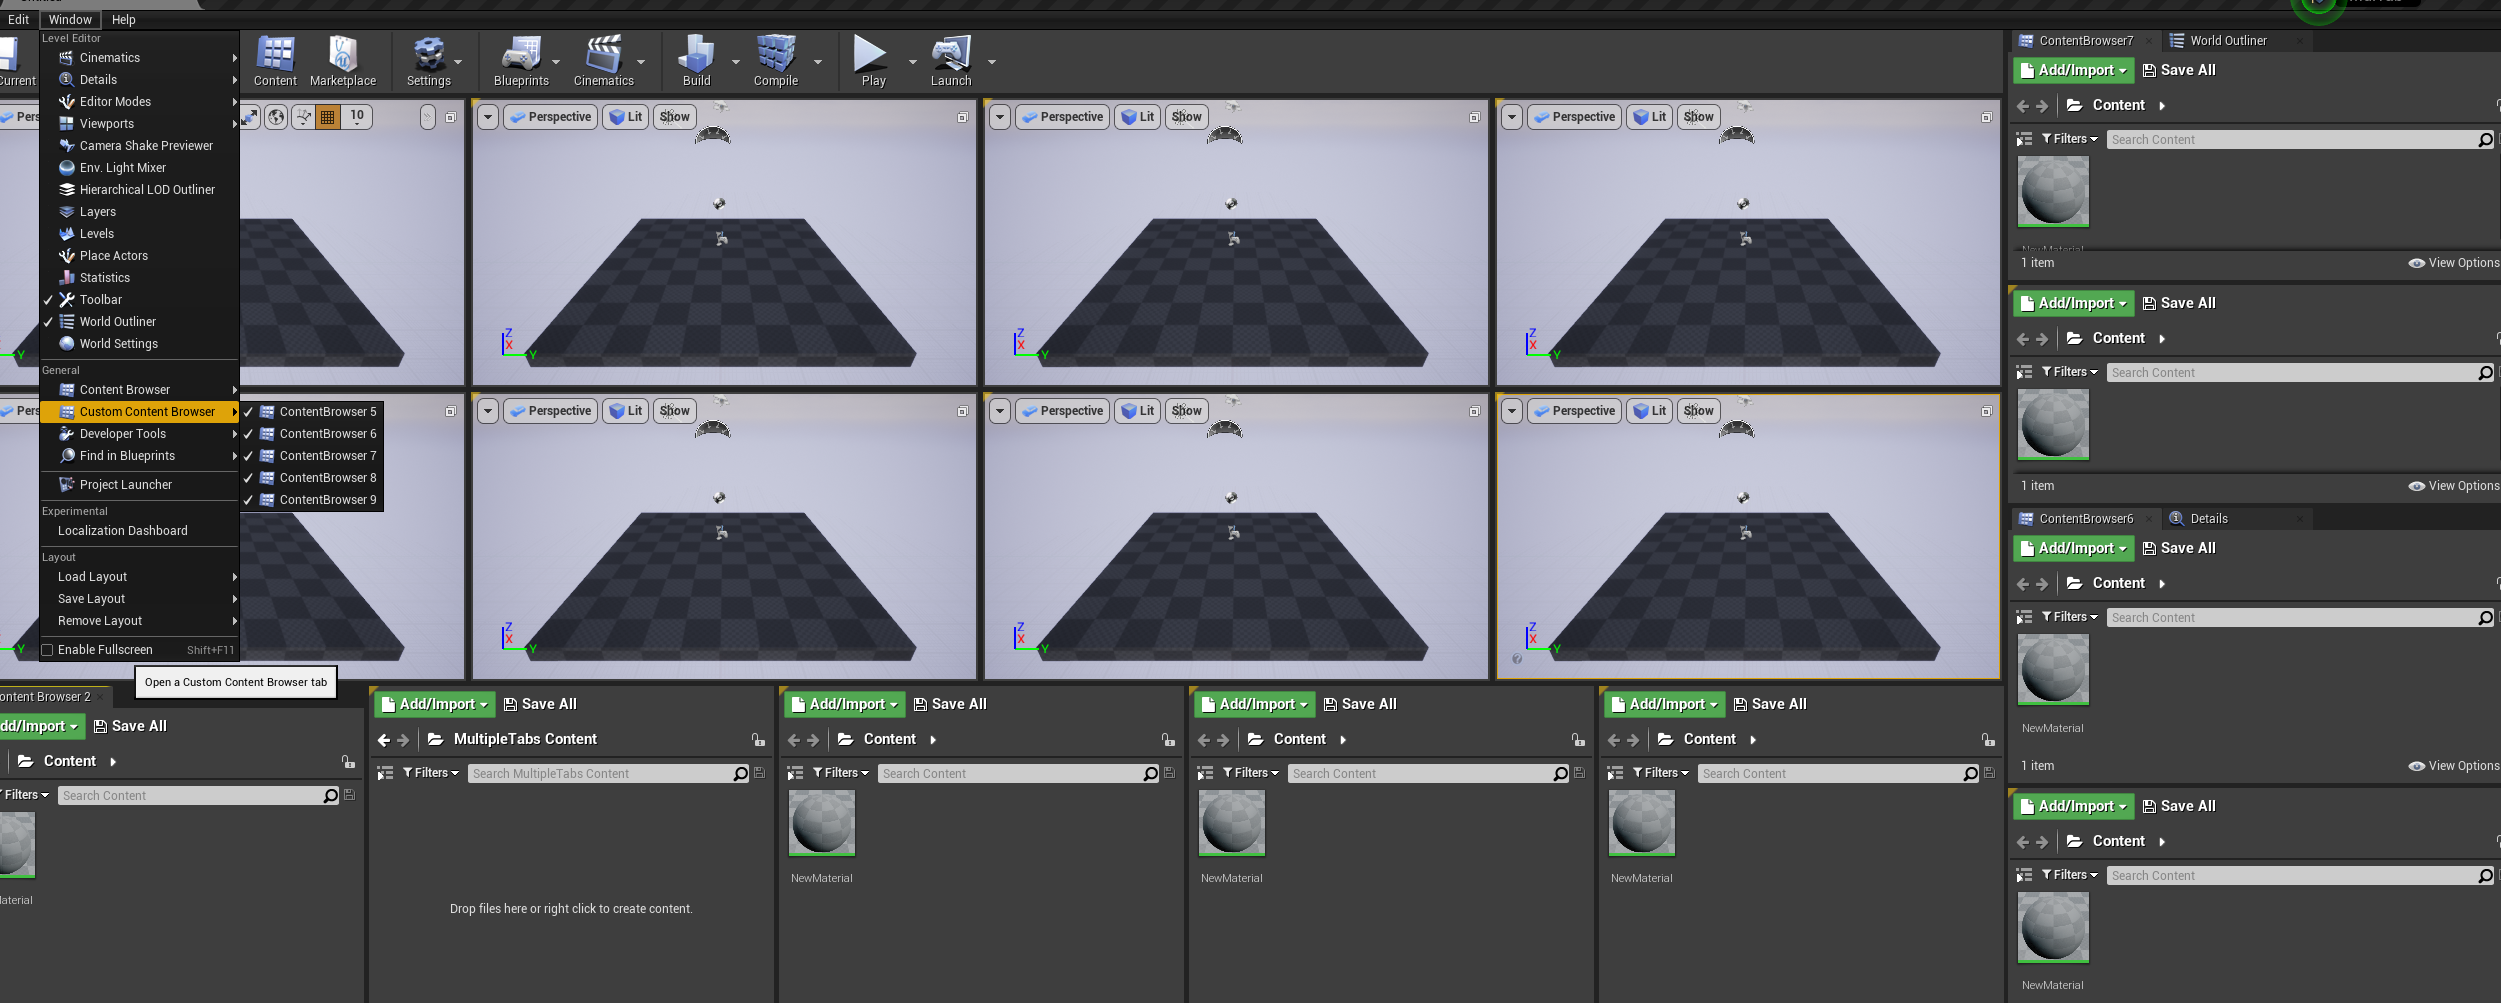 Edit Window Help
Level Editor
Cinematics
Details
Editor Modes
Viewports
Camera Shake Previewer
Env. Light Mixer
Hierarchical LOD Outliner
Layers
Levels
Place Actors
Statistics
Toolbar
World Outliner
World Settings
General
Content Browser
Custom Content Browser
Developer Tools
Find in Blueprints
Project Launcher
Experimental
Localization Dashboard
Layout
Load Layout
Save Layout
Remove Layout
Enable Fullscreen Shift+F11
ContentBrowser 5
ContentBrowser 6
ContentBrowser 7
ContentBrowser 8
ContentBrowser 9
Open a Custom Content Browser tab
Content Marketplace Settings Blueprints Cinematics Build Compile Play Launch
10
Perspective Lit Show
Perspective Lit Show
Perspective Lit Show
Z
X
Y
Z
X
Y
Z
X
Y
Y
Perspective Lit Show
Perspective Lit Show
Perspective Lit Show
Z
X
Y
Z
X
Y
Z
X
Y
Y
ContentBrowser7 World Outliner
Add/Import Save All
Content
Filters Search Content
NewMaterial
1 item View Options
Add/Import Save All
Content
Filters Search Content
1 item View Options
ContentBrowser6 Details
Add/Import Save All
Content
Filters Search Content
NewMaterial
1 item View Options
Add/Import Save All
Content
Filters Search Content
NewMaterial
ontent Browser 2
dd/Import Save All
Content
Filters Search Content
aterial
Add/Import Save All
MultipleTabs Content
Filters Search MultipleTabs Content
Drop files here or right click to create content.
Add/Import Save All
Content
Filters Search Content
NewMaterial
Add/Import Save All
Content
Filters Search Content
NewMaterial
Add/Import Save All
Content
Filters Search Content
NewMaterial